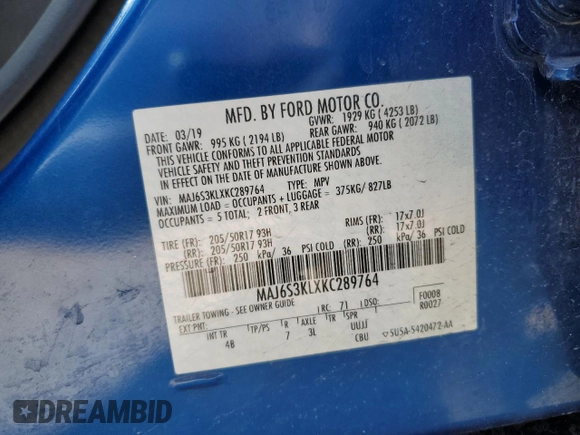 MFD. BY FORD MOTOR CO.
DATE: 03/19 GVWR: 1929 KG ( 4253 LB)
FRONT GAWR: 995 KG ( 2194 LB) REAR GAWR: 940 KG ( 2072 LB)
THIS VEHICLE CONFORMS TO ALL APPLICABLE FEDERAL MOTOR
VEHICLE SAFETY AND THEFT PREVENTION STANDARDS
IN EFFECT ON THE DATE OF MANUFACTURE SHOWN ABOVE.
VIN: MAJ6S3KLXKC289764 TYPE: MPV
MAXIMUM LOAD = OCCUPANTS + LUGGAGE = 375KG/ 827LB
OCCUPANTS = 5 TOTAL; 2 FRONT, 3 REAR
TIRE (FR): 205/50R17 93H RIMS (FR): 17x7.0J
(RR): 205/50R17 93H (RR): 17x7.0J
PRESSURE (FR): 250 kPa/ 36 PSI COLD (RR) 250 kPa/ 36 PSI COLD
MAJ6S3KLXKC289764
TRAILER TOWING - SEE OWNER GUIDE
RC: 71 DSO: F0008
R0027
EXT PNT:
INT TR TP/PS R AXLE TR SPR UUJJ
4B 7 3L CBU
5U5A-5420472-AA
DREAMBID